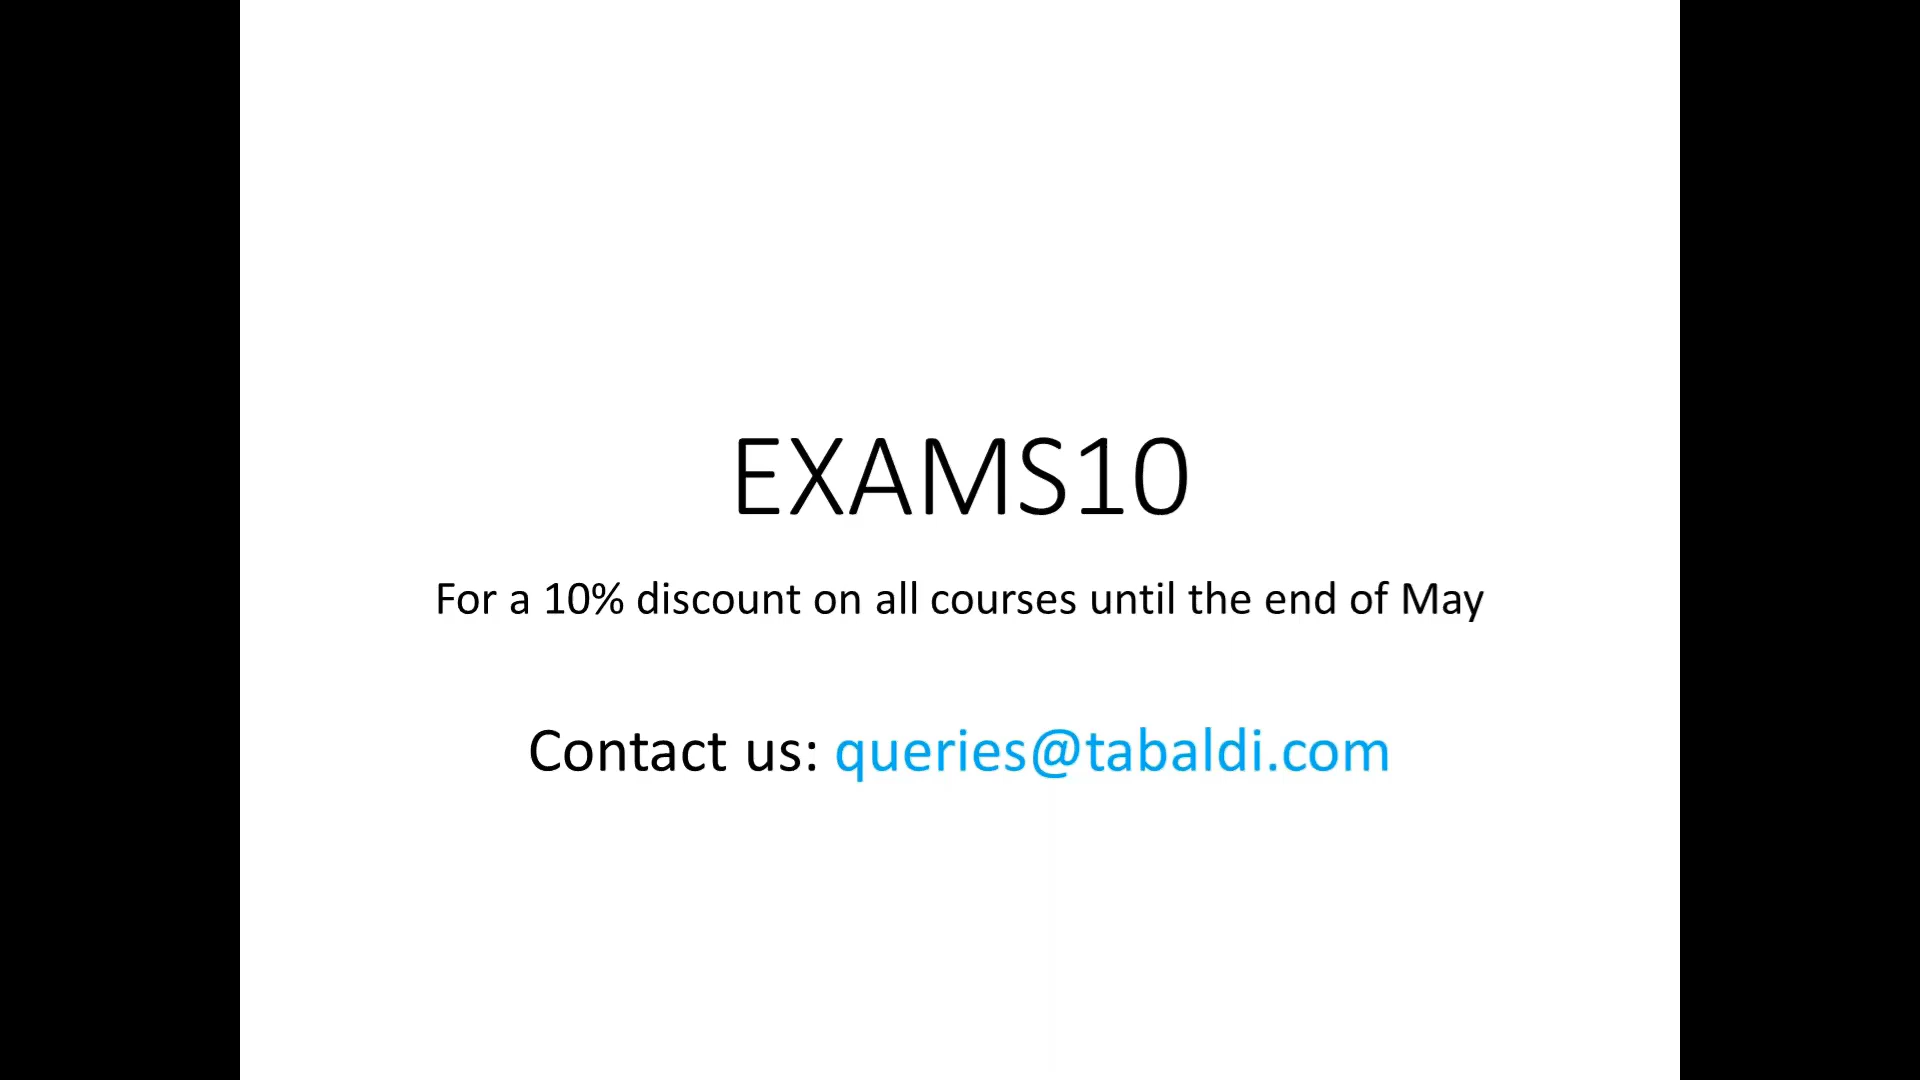 EXAMS10
For a 10% discount on all courses until the end of May
Contact us: queries@tabaldi.com